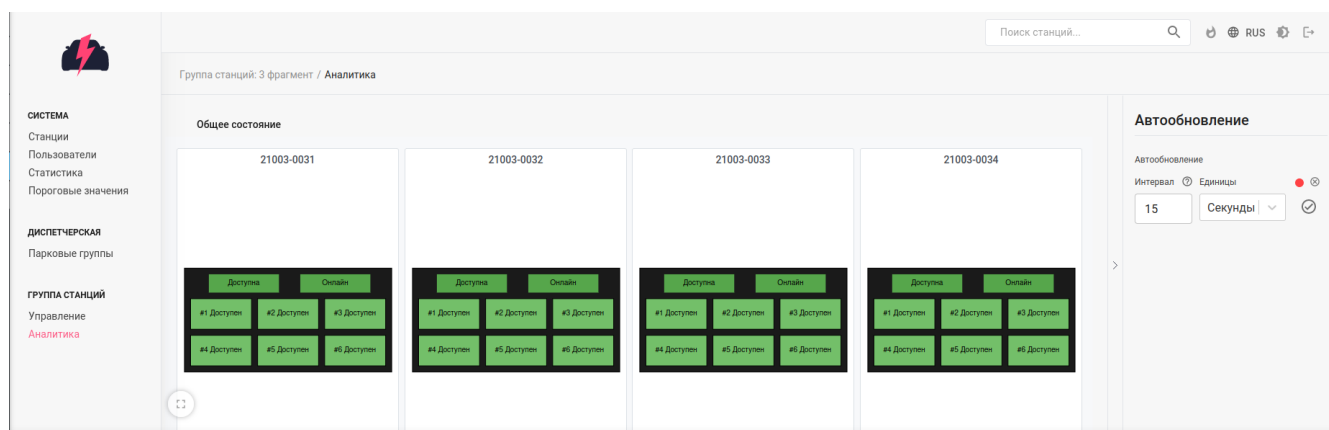 Поиск станций...
RUS
Группа станций: 3 фрагмент / Аналитика
СИСТЕМА
Станции
Пользователи
Статистика
Пороговые значения
ДИСПЕТЧЕРСКАЯ
Парковые группы
ГРУППА СТАНЦИЙ
Управление
Аналитика
Общее состояние
21003-0031
Доступна Онлайн
#1 Доступен #2 Доступен #3 Доступен
#4 Доступен #5 Доступен #6 Доступен
21003-0032
Доступна Онлайн
#1 Доступен #2 Доступен #3 Доступен
#4 Доступен #5 Доступен #6 Доступен
21003-0033
Доступна Онлайн
#1 Доступен #2 Доступен #3 Доступен
#4 Доступен #5 Доступен #6 Доступен
21003-0034
Доступна Онлайн
#1 Доступен #2 Доступен #3 Доступен
#4 Доступен #5 Доступен #6 Доступен
Автообновление
Автообновление
Интервал Единицы
15 Секунды